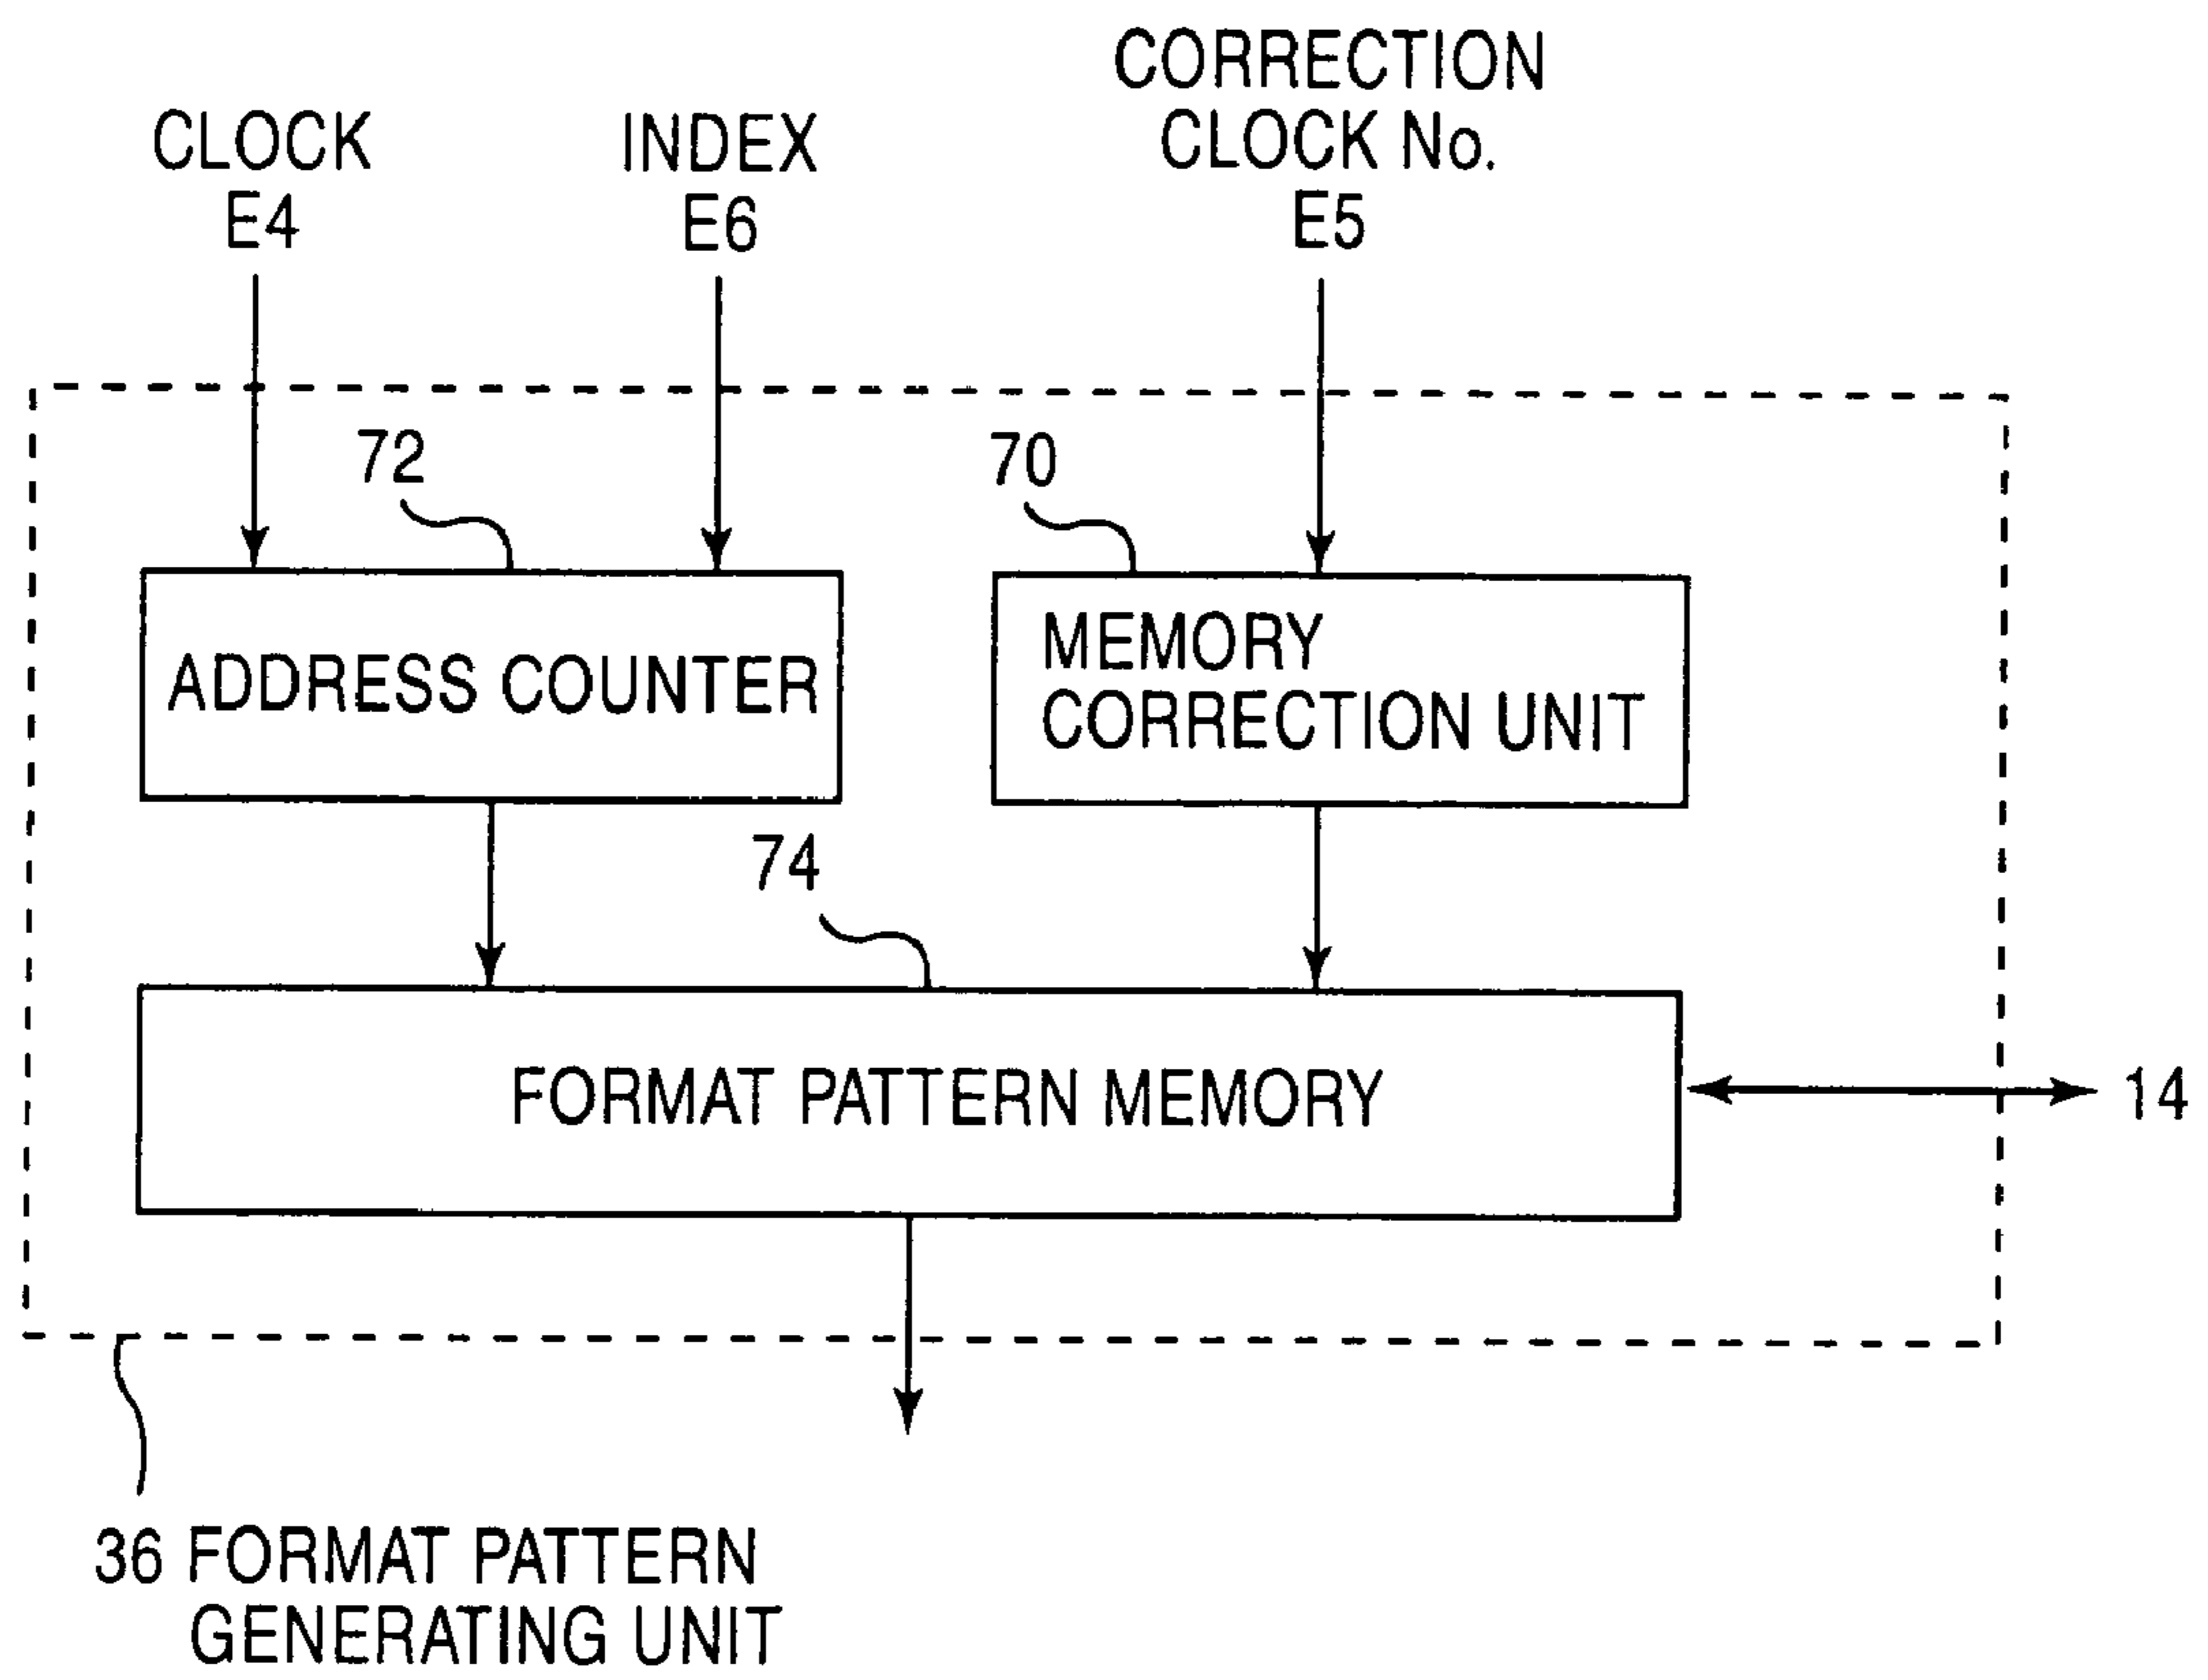 CORRECTION
CLOCK No.
E5
CLOCK
E4
INDEX
E6
72
70
ADDRESS COUNTER
MEMORY
CORRECTION UNIT
74
FORMAT PATTERN MEMORY
14
36 FORMAT PATTERN
GENERATING UNIT